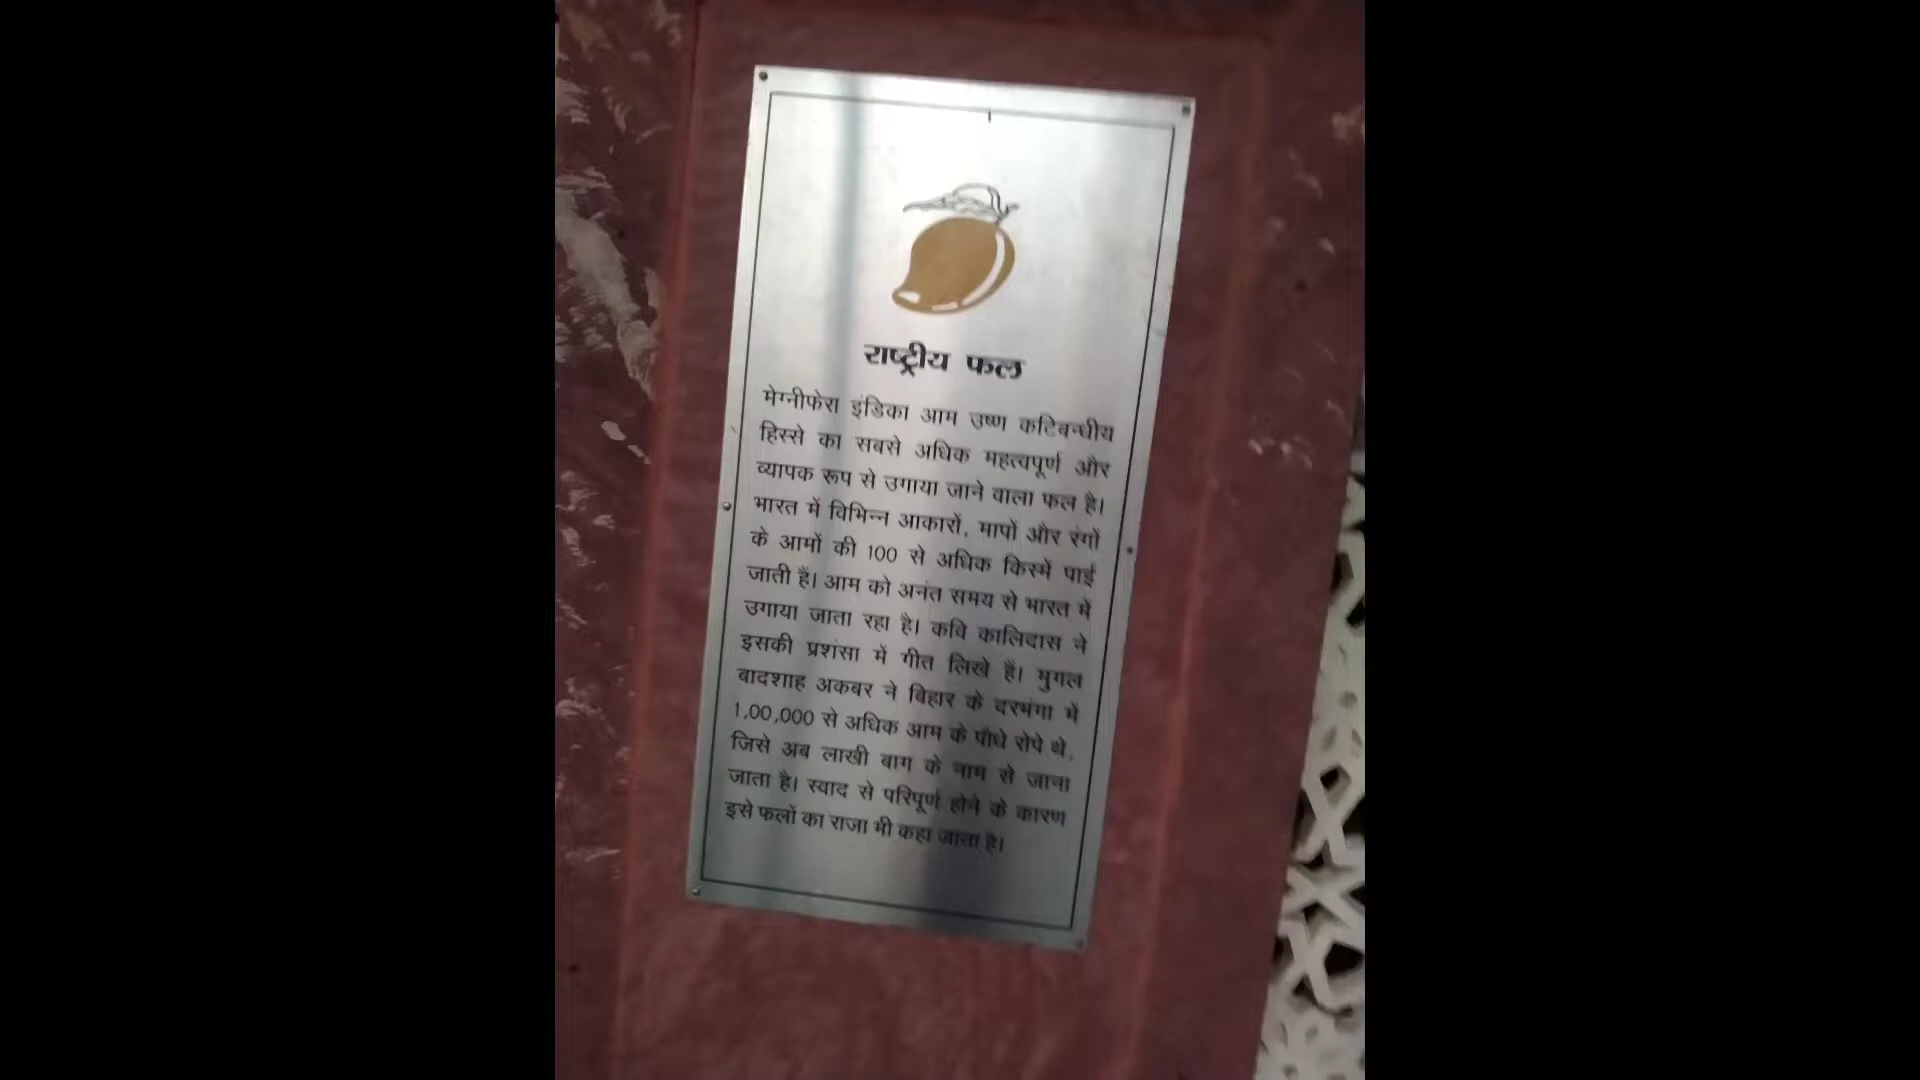 राष्ट्रीय फल
मेग्नीफेरा इंडिका आम उष्ण कटिबन्धीय
हिस्से का सबसे अधिक महत्वपूर्ण और
व्यापक रूप से उगाया जाने वाला फल है।
भारत में विभिन्न आकारों, मापों और रंगों
के आमों की 100 से अधिक किस्में पाई
जाती हैं। आम को अनंत समय से भारत में
उगाया जाता रहा है। कवि कालिदास ने
इसकी प्रशंसा में गीत लिखे हैं। मुगल
बादशाह अकबर ने बिहार के दरभंगा में
1,00,000 से अधिक आम के पौधे रोपे थे,
जिसे अब लाखी बाग के नाम से जाना
जाता है। स्वाद से परिपूर्ण होने के कारण
इसे फलों का राजा भी कहा जाता है।